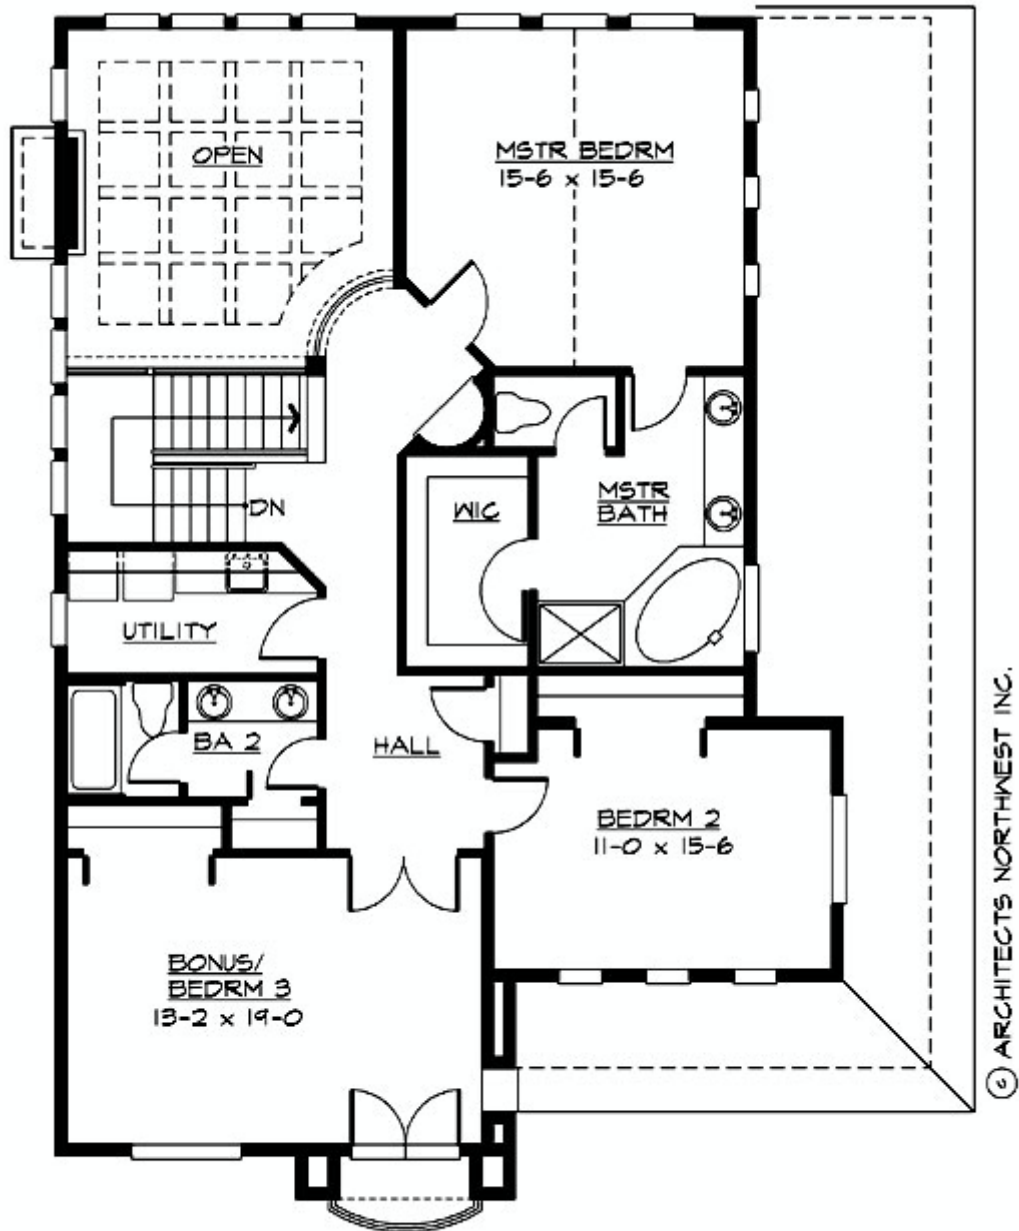 OPEN
MSTR BEDRM
15-6 x 15-6
DN
WIC
MSTR
BATH
UTILITY
BA 2
HALL
BEDRM 2
11-0 x 15-6
BONUS/
BEDRM 3
13-2 x 19-0
© ARCHITECTS NORTHWEST INC.